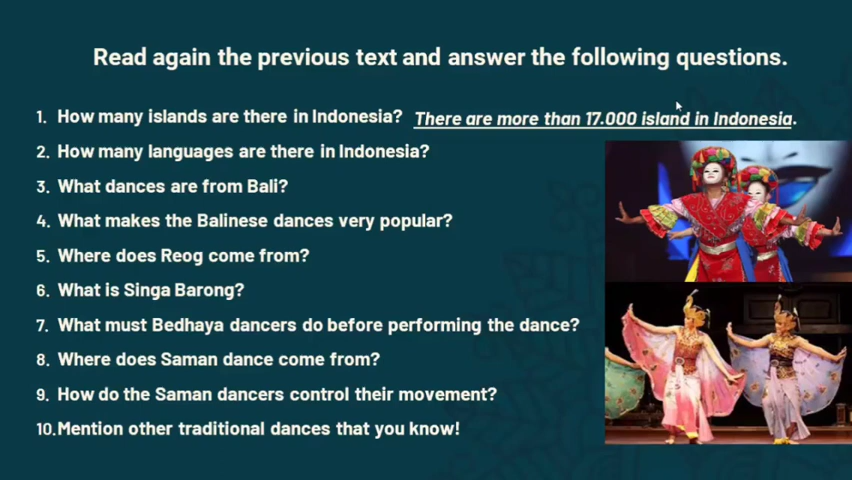 Read again the previous text and answer the following questions.
1. How many islands are there in Indonesia? There are more than 17.000 island in Indonesia.
2. How many languages are there in Indonesia?
3. What dances are from Bali?
4. What makes the Balinese dances very popular?
5. Where does Reog come from?
6. What is Singa Barong?
7. What must Bedhaya dancers do before performing the dance?
8. Where does Saman dance come from?
9. How do the Saman dancers control their movement?
10.Mention other traditional dances that you know!